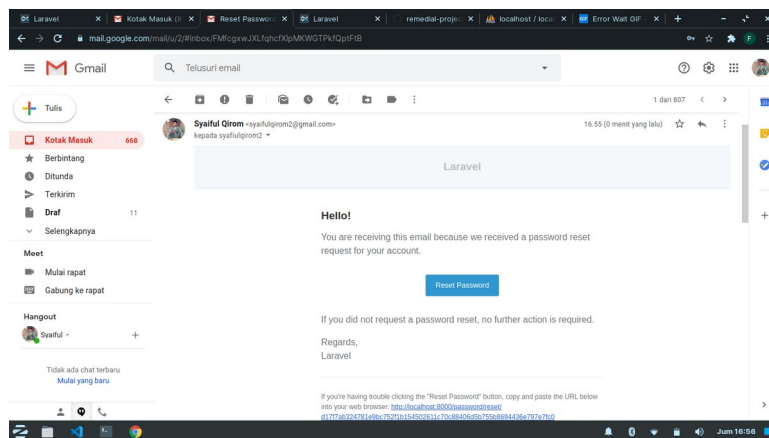 Laravel
Kotak Masuk (6
Reset Passwor
Laravel
remedial-projec
localhost / local
Error Wait GIF -
mail.google.com/mail/u/2/#inbox/FMfcgxwJXLfqhcfXlpMKWGTPkfQptFtB
F
Gmail
Telusuri email
Tulis
1 dari 807
Kotak Masuk 668
Berbintang
Ditunda
Terkirim
Draf 11
Selengkapnya
Meet
Mulai rapat
Gabung ke rapat
Hangout
Syaiful
Tidak ada chat terbaru
Mulai yang baru
Syaiful Qirom <syaifulqirom2@gmail.com>
16.55 (0 menit yang lalu)
kepada syafiulqirom2
Laravel
Hello!
You are receiving this email because we received a password reset
request for your account.
Reset Password
If you did not request a password reset, no further action is required.
Regards,
Laravel
If you're having trouble clicking the "Reset Password" button, copy and paste the URL below
into your web browser: http://localhost:8000/password/reset/
d17f7ab324781e9bc752f1b154502611c70c88406d5b755b8694436e797e7fc0
Jum 16:56